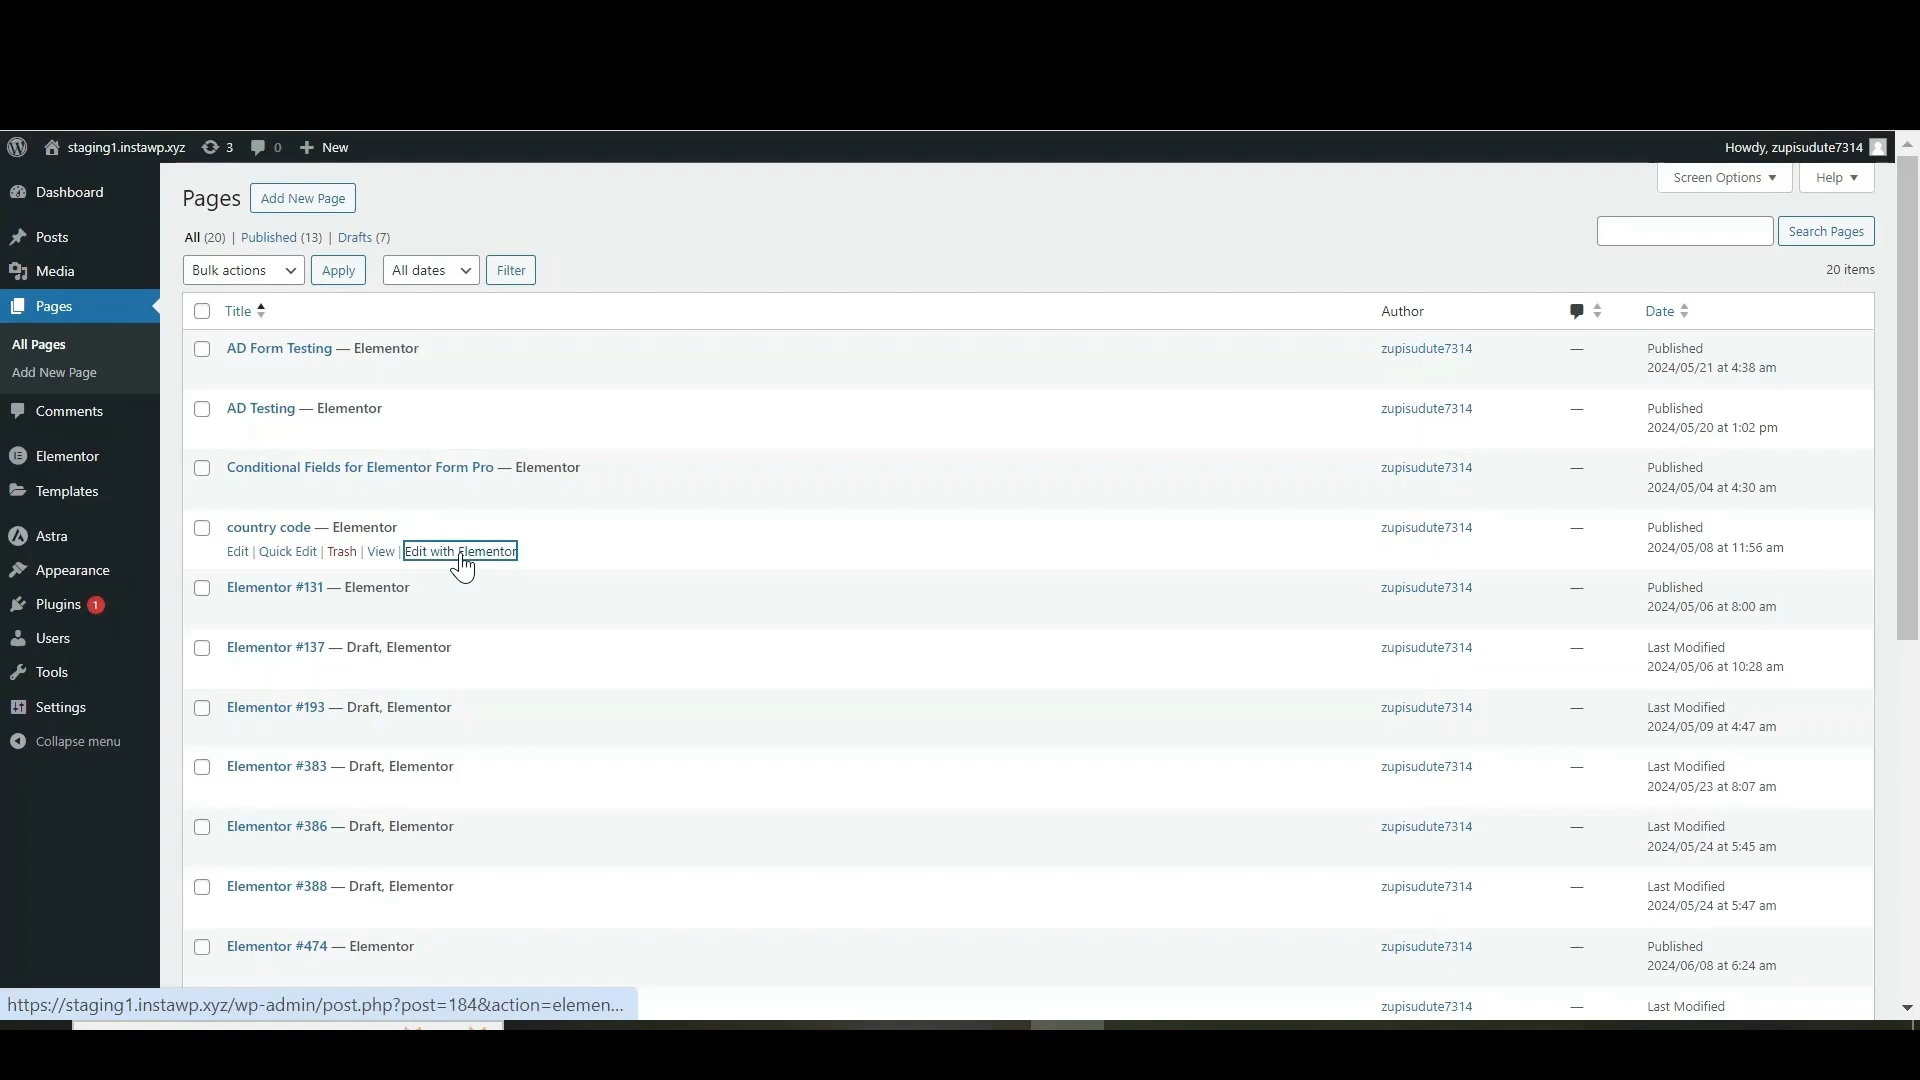 staging1.instawp.xyz 3 0 New Howdy, zupisudute7314
Dashboard
Posts
Media
Pages
All Pages
Add New Page
Comments
Elementor
Templates
Astra
Appearance
Plugins 1
Users
Tools
Settings
Collapse menu
Screen Options Help
Pages Add New Page
All (20) | Published (13) | Drafts (7)
Search Pages
Bulk actions Apply All dates Filter 20 items
Title Author Date
AD Form Testing — Elementor zupisudute7314 — Published
2024/05/21 at 4:38 am
AD Testing — Elementor zupisudute7314 — Published
2024/05/20 at 1:02 pm
Conditional Fields for Elementor Form Pro — Elementor zupisudute7314 — Published
2024/05/04 at 4:30 am
country code — Elementor zupisudute7314 — Published
Edit | Quick Edit | Trash | View | Edit with Elementor 2024/05/08 at 11:56 am
Elementor #131 — Elementor zupisudute7314 — Published
2024/05/06 at 8:00 am
Elementor #137 — Draft, Elementor zupisudute7314 — Last Modified
2024/05/06 at 10:28 am
Elementor #193 — Draft, Elementor zupisudute7314 — Last Modified
2024/05/09 at 4:47 am
Elementor #383 — Draft, Elementor zupisudute7314 — Last Modified
2024/05/23 at 8:07 am
Elementor #386 — Draft, Elementor zupisudute7314 — Last Modified
2024/05/24 at 5:45 am
Elementor #388 — Draft, Elementor zupisudute7314 — Last Modified
2024/05/24 at 5:47 am
Elementor #474 — Elementor zupisudute7314 — Published
2024/06/08 at 6:24 am
zupisudute7314 — Last Modified
https://staging1.instawp.xyz/wp-admin/post.php?post=184&action=elemen...